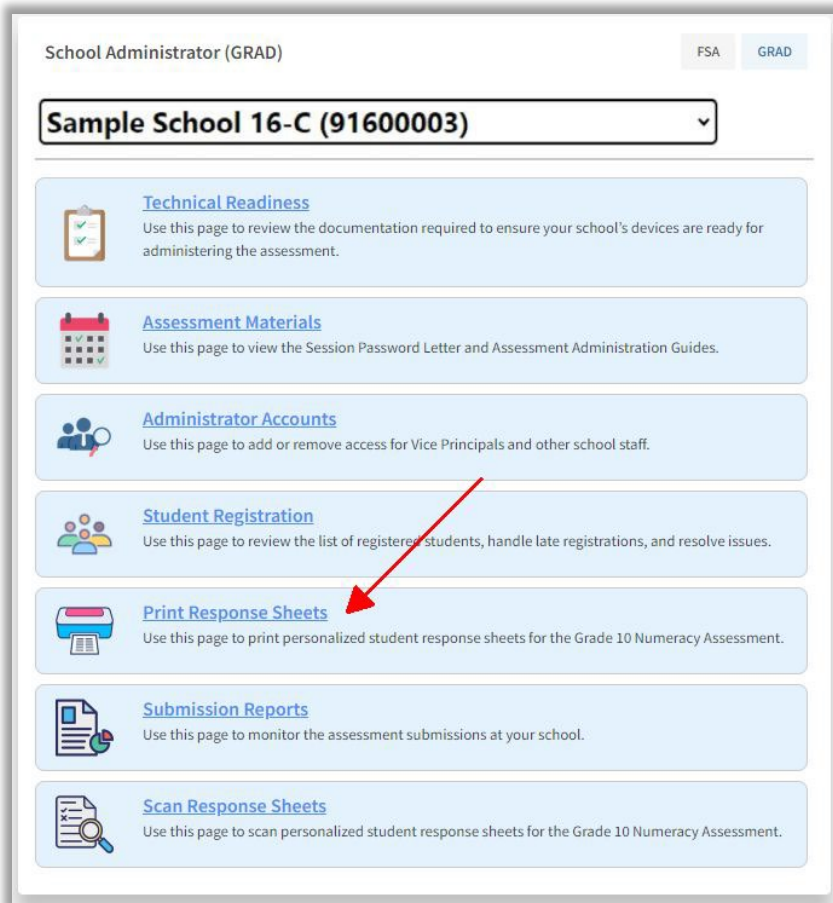 School Administrator (GRAD)
FSA
GRAD
Sample School 16-C (91600003)
Technical Readiness
Use this page to review the documentation required to ensure your school's devices are ready for
administering the assessment.
Assessment Materials
Use this page to view the Session Password Letter and Assessment Administration Guides.
Administrator Accounts
Use this page to add or remove access for Vice Principals and other school staff.
Student Registration
Use this page to review the list of registered students, handle late registrations, and resolve issues.
Print Response Sheets
Use this page to print personalized student response sheets for the Grade 10 Numeracy Assessment.
Submission Reports
Use this page to monitor the assessment submissions at your school.
Scan Response Sheets
Use this page to scan personalized student response sheets for the Grade 10 Numeracy Assessment.